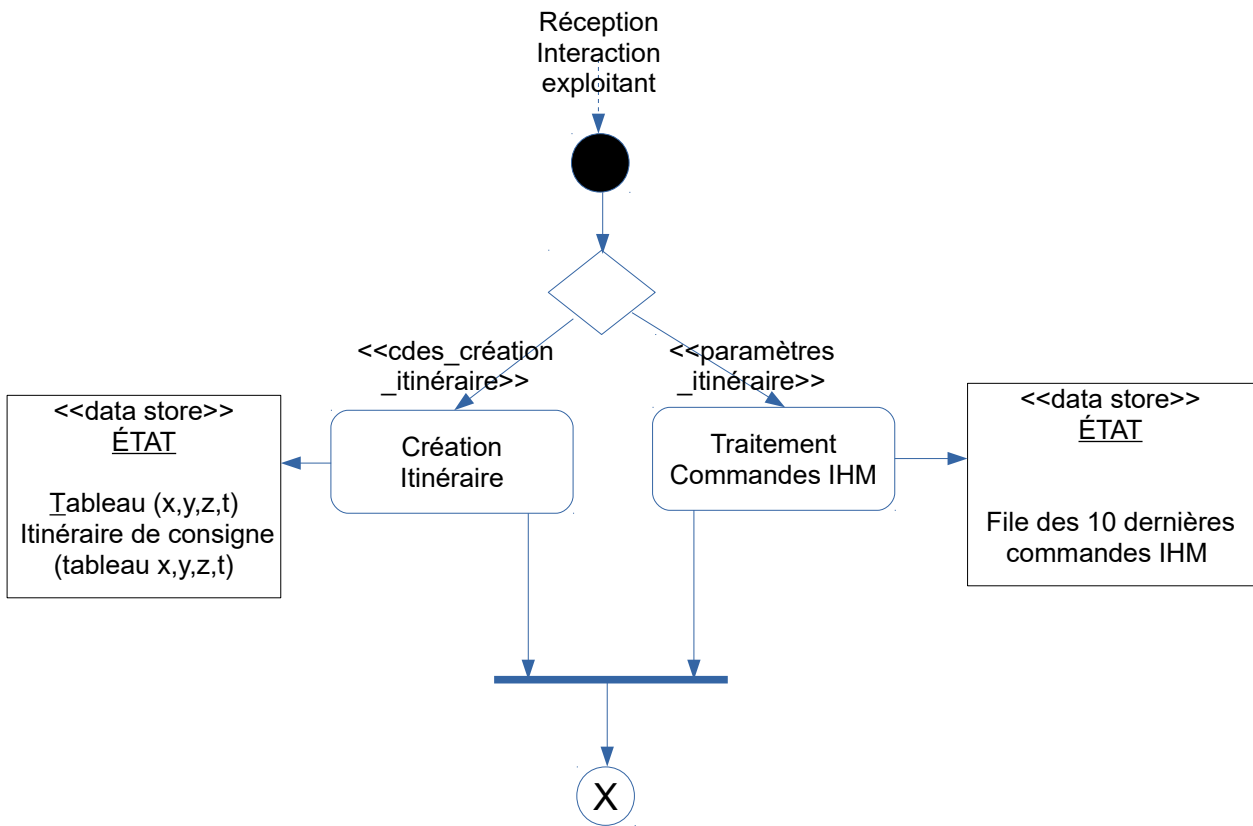 Réception
Interaction
exploitant
<<cdes_création
_itinéraire>>
<<paramètres
_itinéraire>>
<<data store>>
ÉTAT
Tableau (x,y,z,t)
Itinéraire de consigne
(tableau x,y,z,t)
Création
Itinéraire
Traitement
Commandes IHM
<<data store>>
ÉTAT
File des 10 dernières
commandes IHM
X